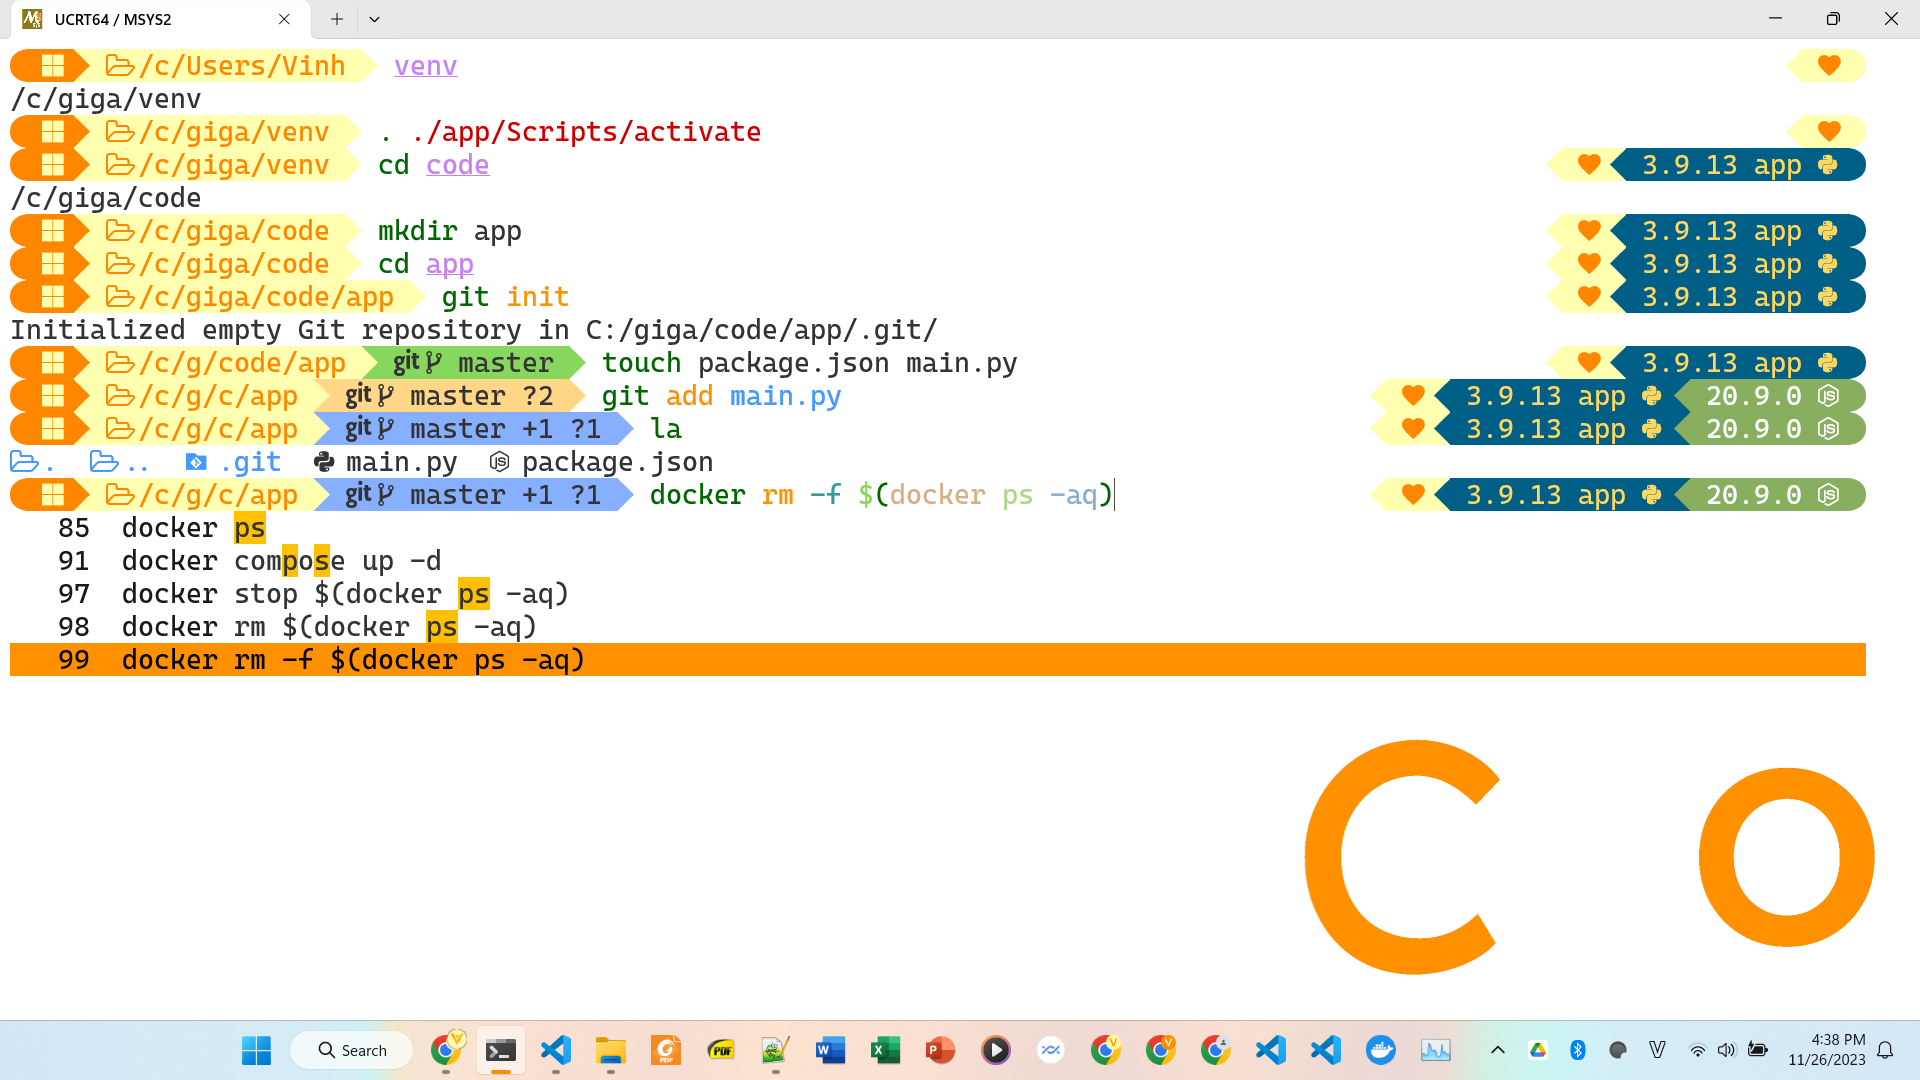 UCRT64 / MSYS2
/c/Users/Vinh venv
/c/giga/venv
/c/giga/venv . ./app/Scripts/activate
/c/giga/venv cd code 3.9.13 app
/c/giga/code
/c/giga/code mkdir app 3.9.13 app
/c/giga/code cd app 3.9.13 app
/c/giga/code/app git init 3.9.13 app
Initialized empty Git repository in C:/giga/code/app/.git/
/c/g/code/app git master touch package.json main.py 3.9.13 app
/c/g/c/app git master ?2 git add main.py 3.9.13 app 20.9.0
/c/g/c/app git master +1 ?1 la 3.9.13 app 20.9.0
. .. .git main.py package.json
/c/g/c/app git master +1 ?1 docker rm -f $(docker ps -aq) 3.9.13 app 20.9.0
85 docker ps
91 docker compose up -d
97 docker stop $(docker ps -aq)
98 docker rm $(docker ps -aq)
99 docker rm -f $(docker ps -aq)
C o
Search
4:38 PM
11/26/2023